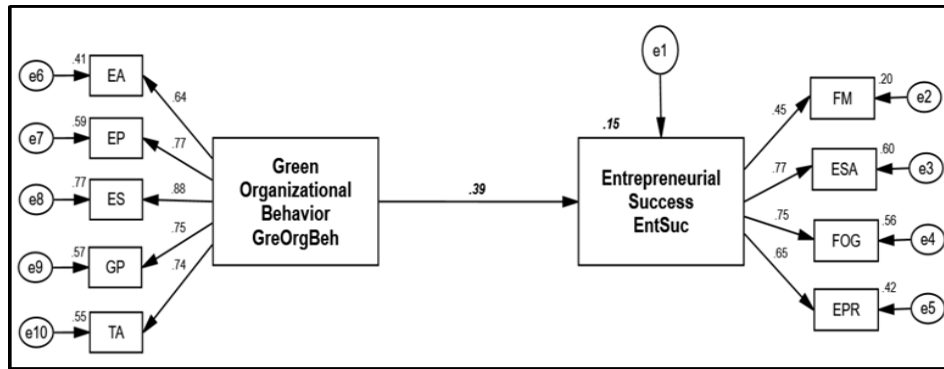 e1
e6
.41
EA
.64
e7
.59
EP
.77
e8
.77
ES
.88
e9
.57
GP
.75
e10
.55
TA
.74
Green
Organizational
Behavior
GreOrgBeh
.39
.15
Entrepreneurial
Success
EntSuc
.45
FM
.20
e2
.77
ESA
.60
e3
.75
FOG
.56
e4
.65
EPR
.42
e5